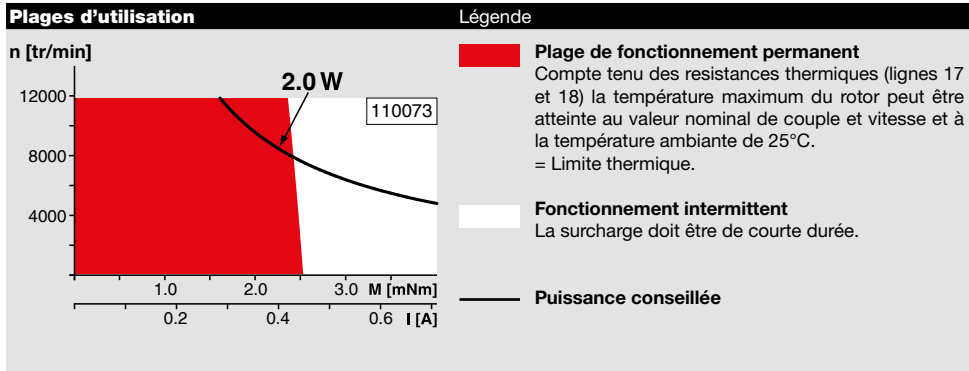 Plages d’utilisation
Légende
n [tr/min]
12000
8000
4000
2.0 W
110073
1.0 2.0 3.0 M [mNm]
0.2 0.4 0.6 I [A]
Plage de fonctionnement permanent
Compte tenu des resistances thermiques (lignes 17
et 18) la température maximum du rotor peut être
atteinte au valeur nominal de couple et vitesse et à
la température ambiante de 25°C.
= Limite thermique.
Fonctionnement intermittent
La surcharge doit être de courte durée.
Puissance conseillée